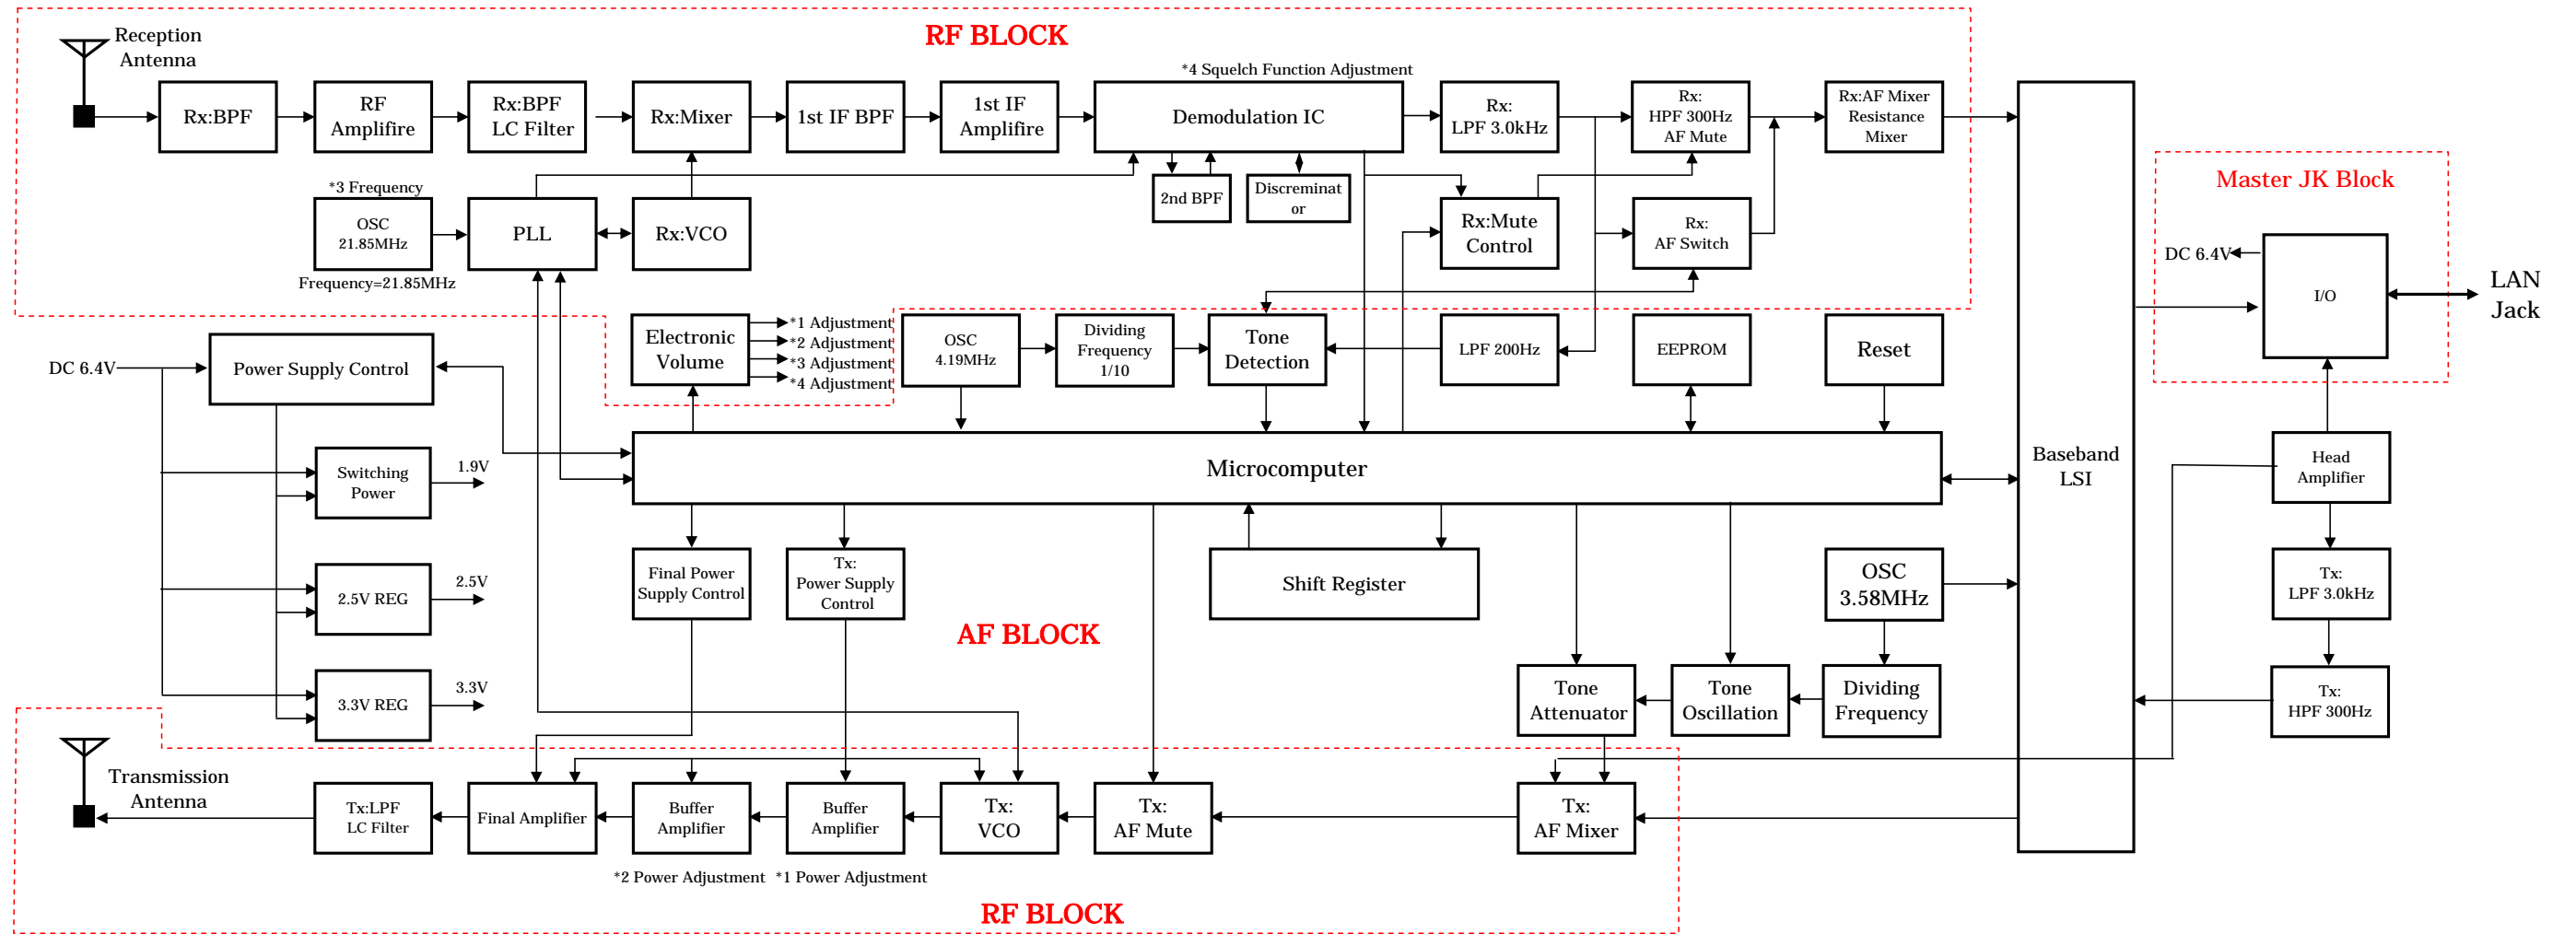 RF BLOCK
Reception
Antenna
*4 Squelch Function Adjustment
Rx:BPF
RF
Amplifire
Rx:BPF
LC Filter
Rx:Mixer
1st IF BPF
1st IF
Amplifire
Demodulation IC
Rx:
LPF 3.0kHz
Rx:
HPF 300Hz
AF Mute
Rx:AF Mixer
Resistance
Mixer
*3 Frequency
OSC
21.85MHz
Frequency=21.85MHz
PLL
Rx:VCO
2nd BPF
Discreminat
or
Rx:Mute
Control
Rx:
AF Switch
Master JK Block
DC 6.4V
I/O
LAN
Jack
DC 6.4V
Power Supply Control
Electronic
Volume
*1 Adjustment
*2 Adjustment
*3 Adjustment
*4 Adjustment
OSC
4.19MHz
Dividing
Frequency
1/10
Tone
Detection
LPF 200Hz
EEPROM
Reset
Microcomputer
Baseband
LSI
Head
Amplifier
Switching
Power
1.9V
2.5V REG
2.5V
3.3V REG
3.3V
Final Power
Supply Control
Tx:
Power Supply
Control
Shift Register
OSC
3.58MHz
Tx:
LPF 3.0kHz
AF BLOCK
Tone
Attenuator
Tone
Oscillation
Dividing
Frequency
Tx:
HPF 300Hz
Transmission
Antenna
Tx:LPF
LC Filter
Final Amplifier
Buffer
Amplifier
Buffer
Amplifier
Tx:
VCO
Tx:
AF Mute
Tx:
AF Mixer
*2 Power Adjustment
*1 Power Adjustment
RF BLOCK